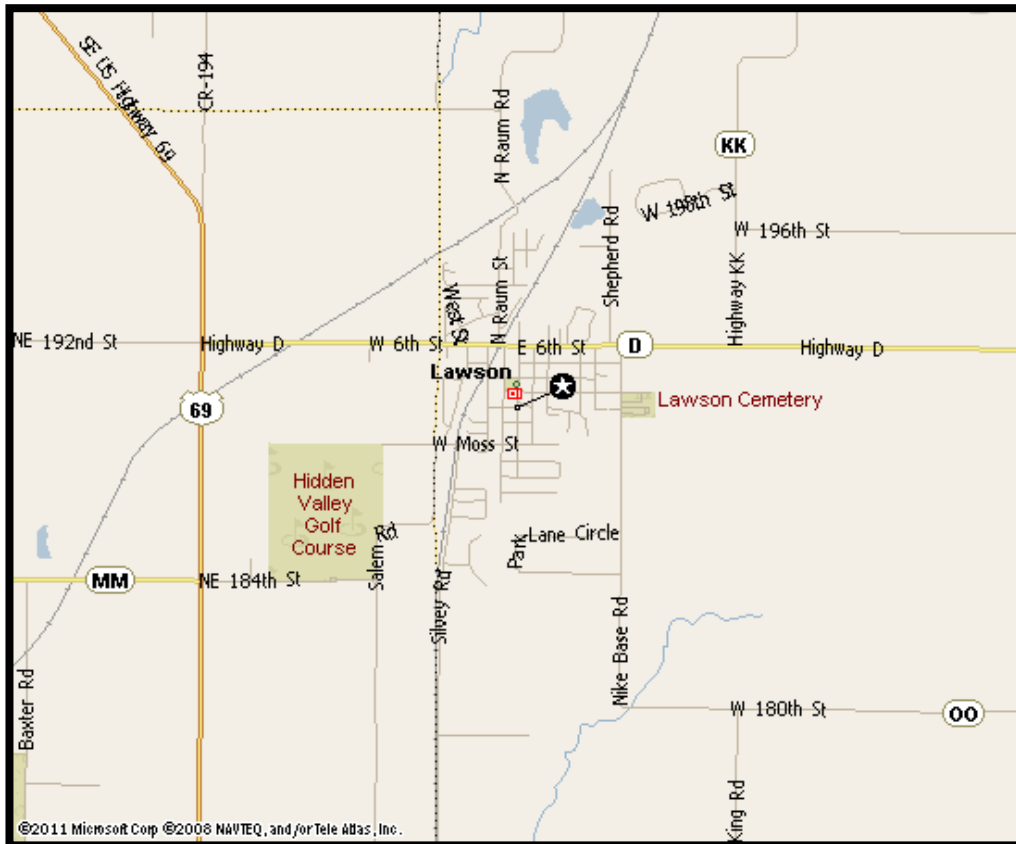 SE US Highway 69
CR-194
N Raum Rd
KK
W 198th St
W 196th St
Shepherd Rd
Highway KK
West St
N Raum St
NE 192nd St
Highway D
W 6th St
E 6th St
D
Highway D
Lawson
69
Lawson Cemetery
W Moss St
Hidden
Valley
Golf
Course
Salem Rd
Park Lane Circle
MM
NE 184th St
Silvey Rd
Nike Base Rd
Baxter Rd
W 180th St
OO
King Rd
©2011 Microsoft Corp ©2008 NAVTEQ, and/or Tele Atlas, Inc.